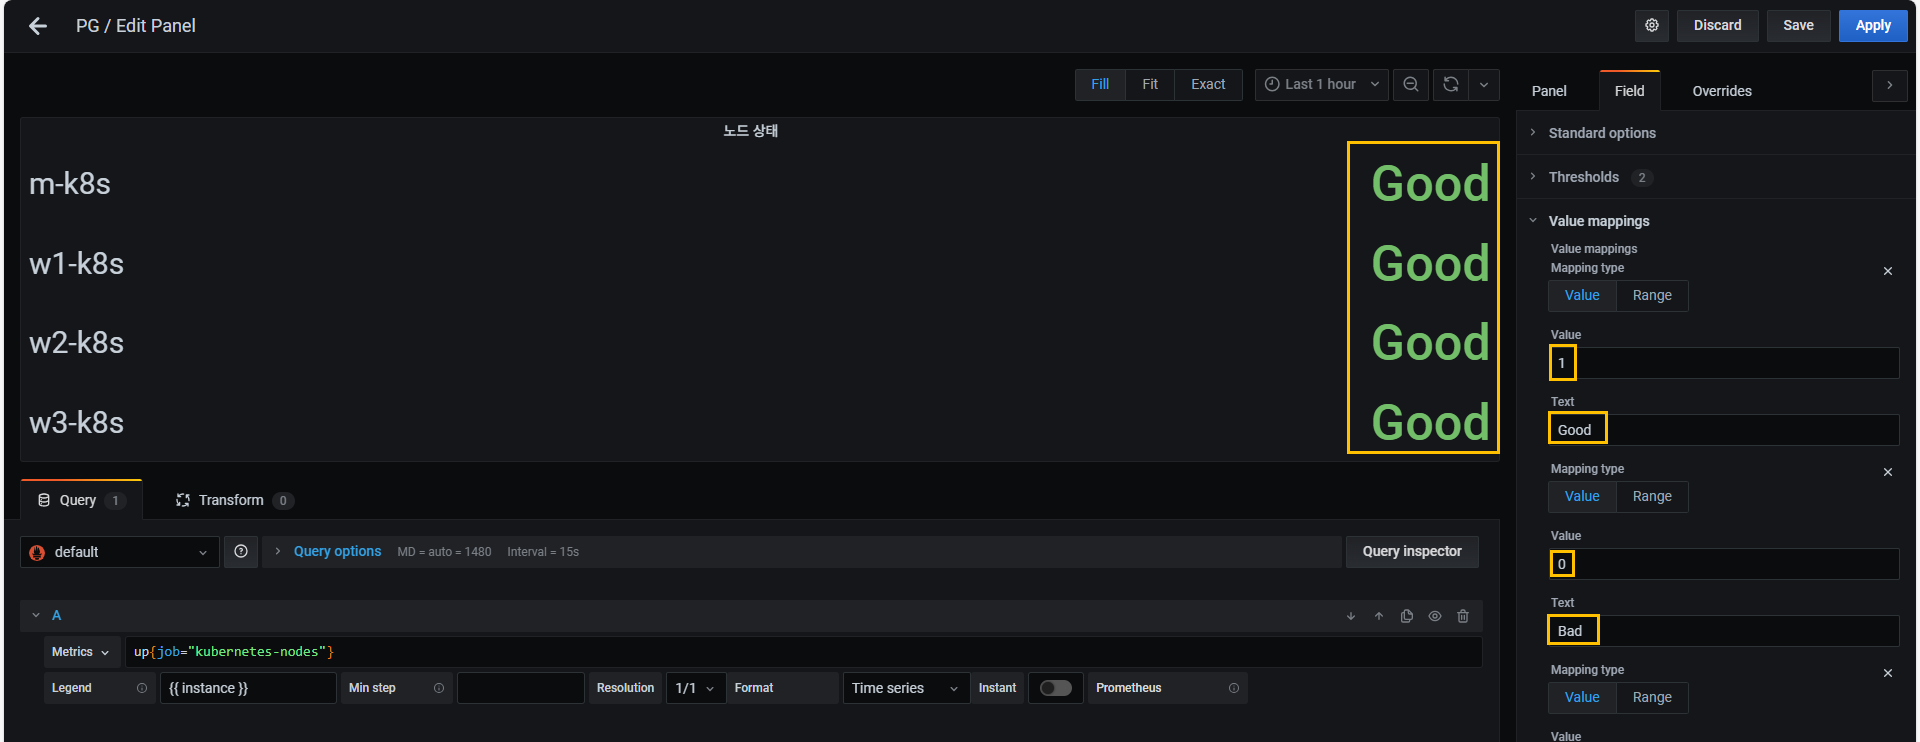 PG / Edit Panel
Discard
Save
Apply
Fill
Fit
Exact
Last 1 hour
노드 상태
m-k8s
Good
w1-k8s
Good
w2-k8s
Good
w3-k8s
Good
Query 1
Transform 0
default
Query options MD = auto = 1480 Interval = 15s
Query inspector
A
Metrics
up{job="kubernetes-nodes"}
Legend
{{ instance }}
Min step
Resolution
1/1
Format
Time series
Instant
Prometheus
Panel
Field
Overrides
Standard options
Thresholds 2
Value mappings
Value mappings
Mapping type
Value
Range
Value
1
Text
Good
Mapping type
Value
Range
Value
0
Text
Bad
Mapping type
Value
Range
Value